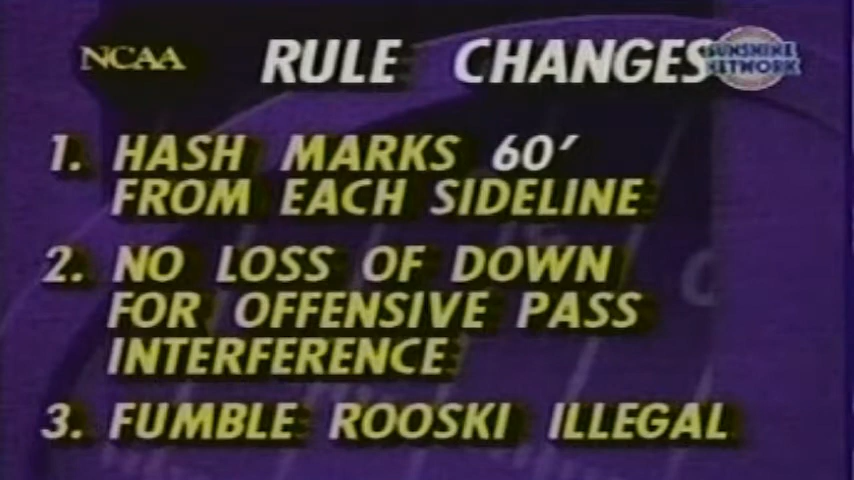 NCAA RULE CHANGES
SUNSHINE NETWORK
1. HASH MARKS 60'
FROM EACH SIDELINE
2. NO LOSS OF DOWN
FOR OFFENSIVE PASS
INTERFERENCE
3. FUMBLE ROOSKI ILLEGAL